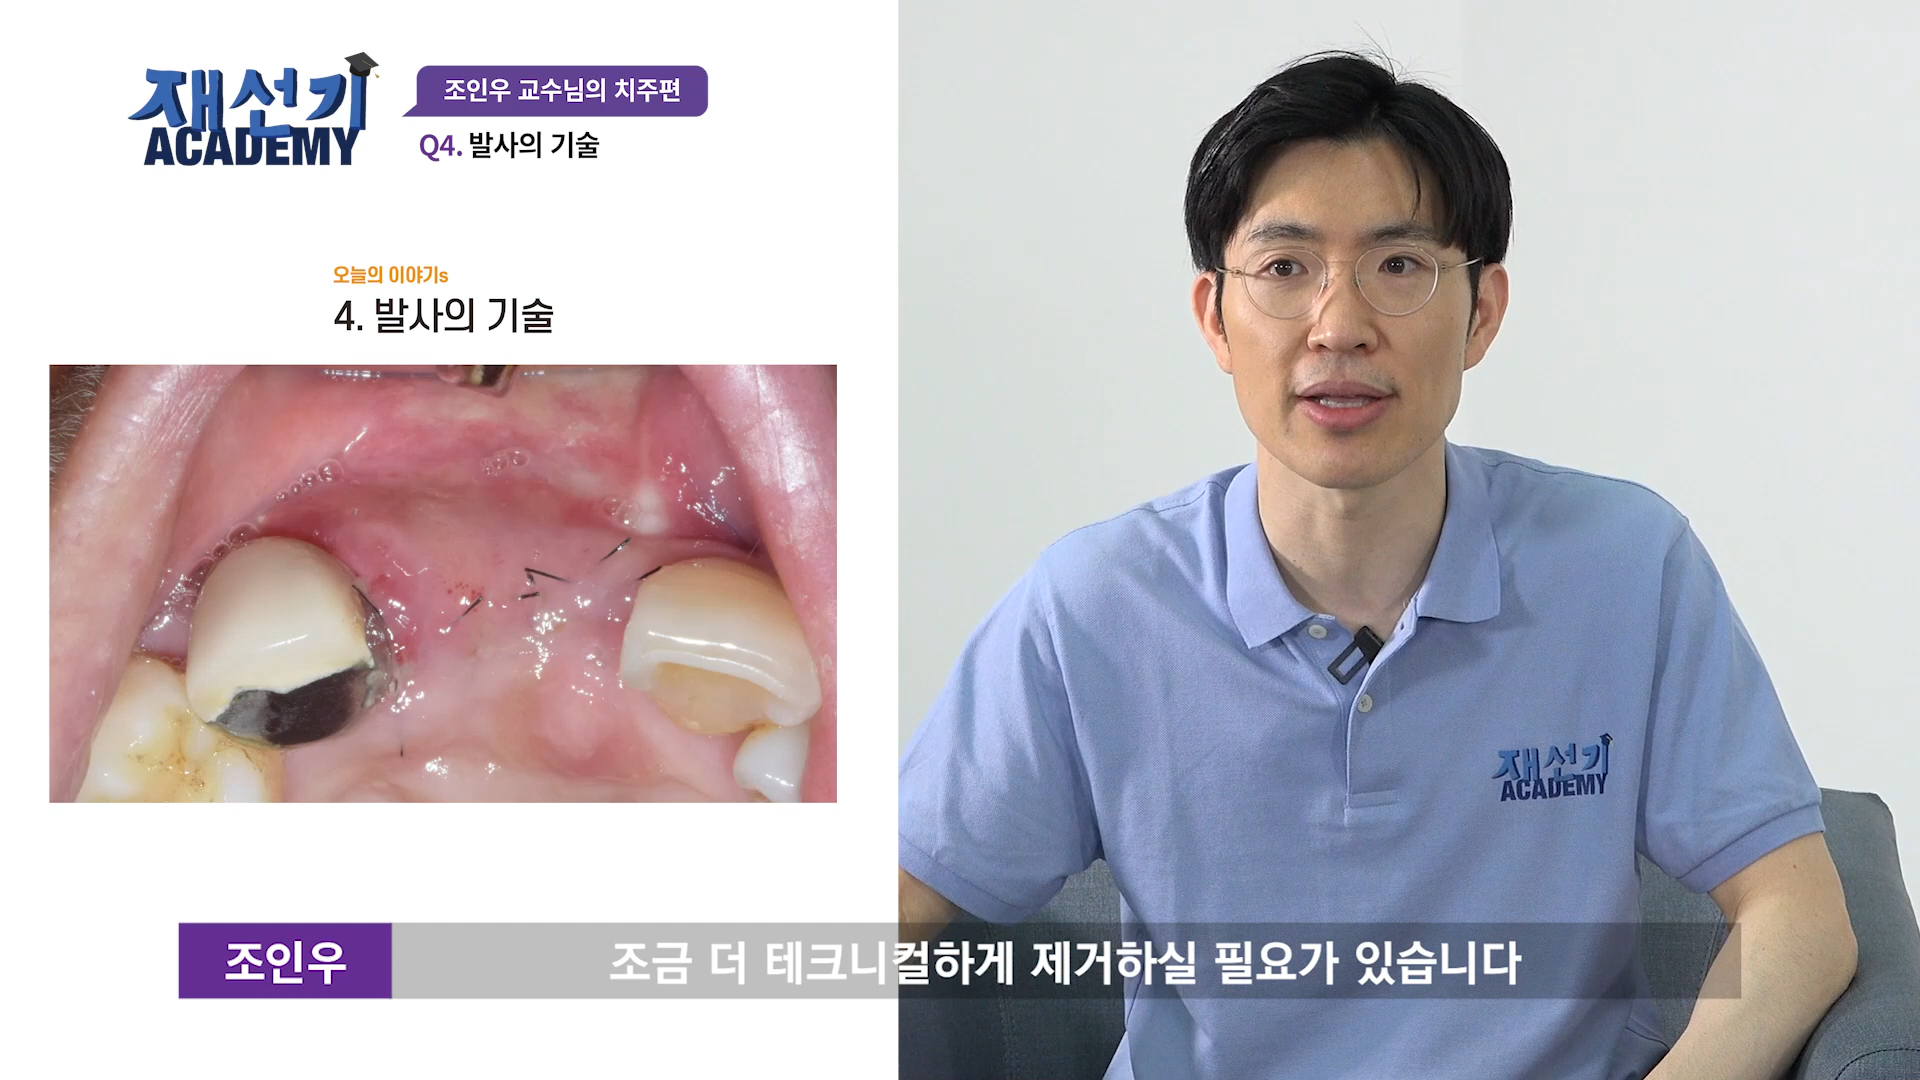 재선기
ACADEMY
조인우 교수님의 치주편
Q4. 발사의 기술
오늘의 이야기s
4. 발사의 기술
재선기
ACADEMY
조인우
조금 더 테크니컬하게 제거하실 필요가 있습니다